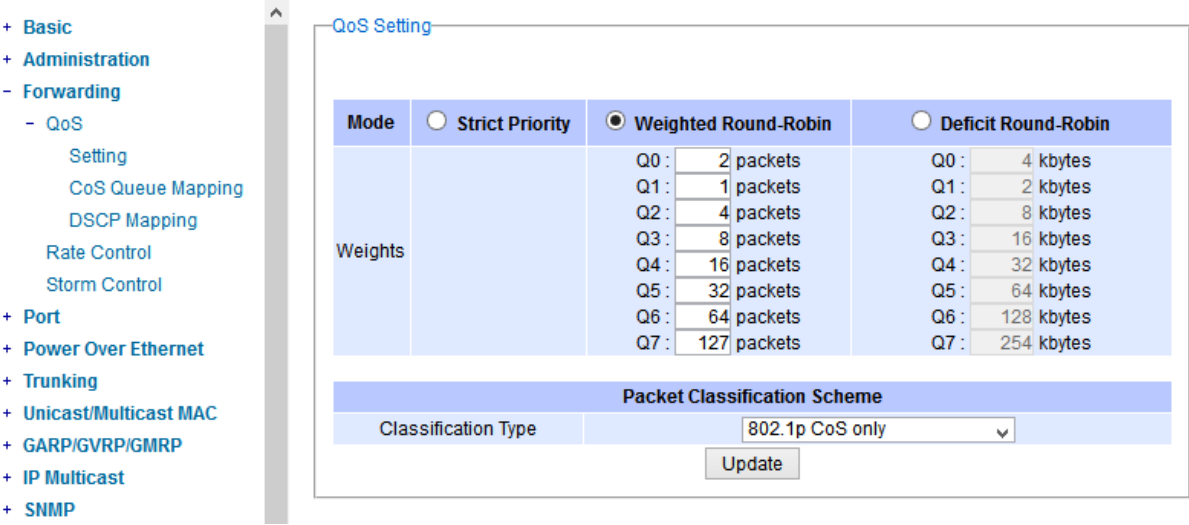 + Basic
+ Administration
- Forwarding
- QoS
Setting
CoS Queue Mapping
DSCP Mapping
Rate Control
Storm Control
+ Port
+ Power Over Ethernet
+ Trunking
+ Unicast/Multicast MAC
+ GARP/GVRP/GMRP
+ IP Multicast
+ SNMP
QoS Setting
Mode Strict Priority Weighted Round-Robin Deficit Round-Robin
Weights
Q0 : 2 packets Q0 : 4 kbytes
Q1 : 1 packets Q1 : 2 kbytes
Q2 : 4 packets Q2 : 8 kbytes
Q3 : 8 packets Q3 : 16 kbytes
Q4 : 16 packets Q4 : 32 kbytes
Q5 : 32 packets Q5 : 64 kbytes
Q6 : 64 packets Q6 : 128 kbytes
Q7 : 127 packets Q7 : 254 kbytes
Packet Classification Scheme
Classification Type 802.1p CoS only
Update